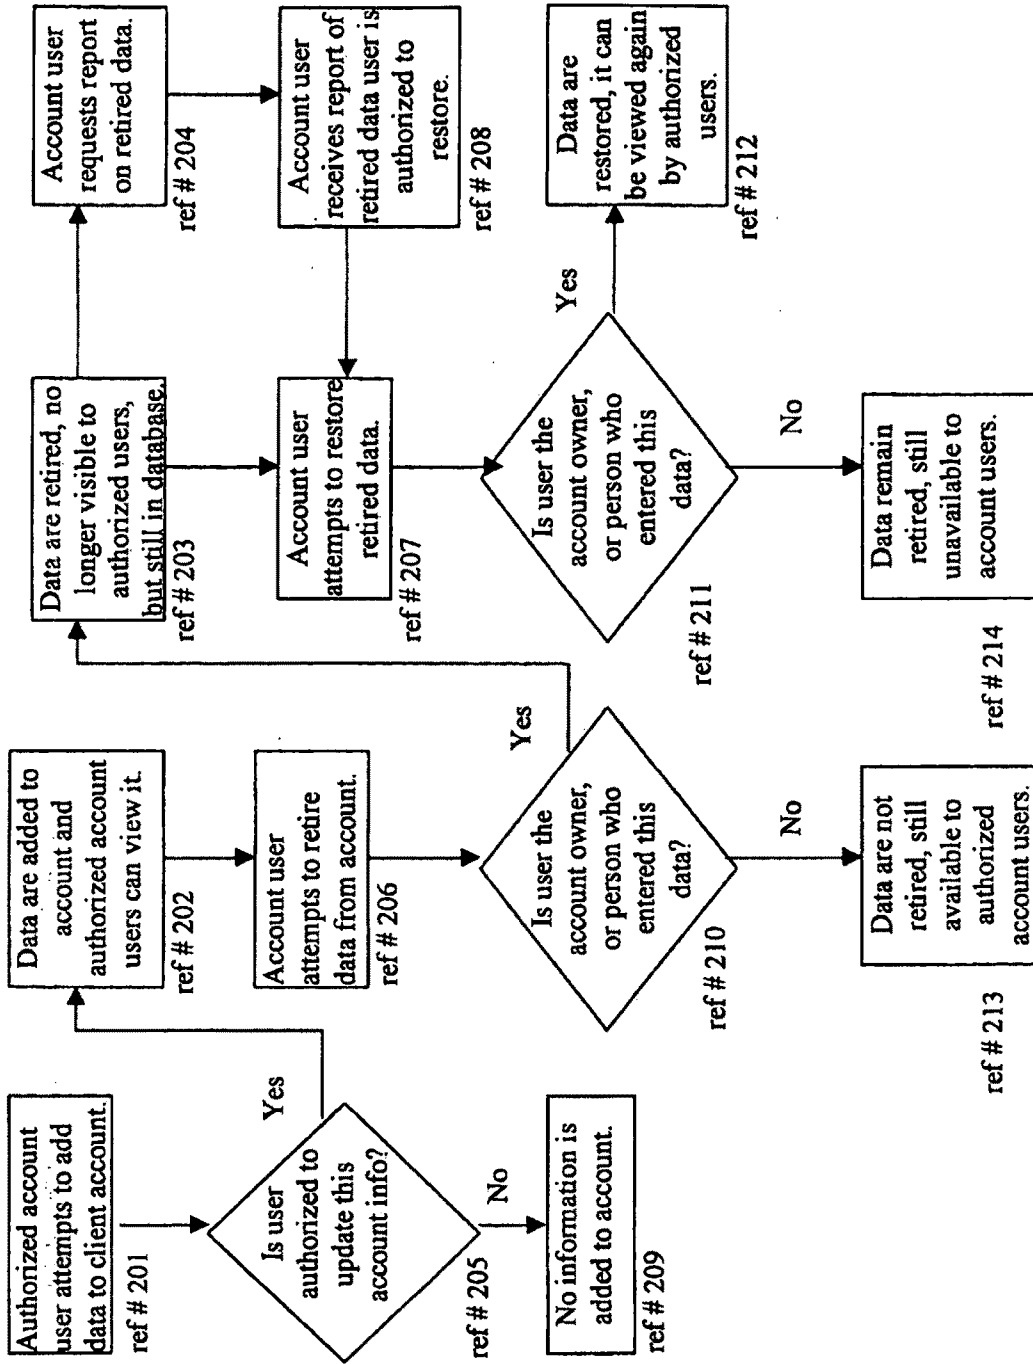 Authorized account
user attempts to add
data to client account.
ref # 201
Is user
authorized to
update this
account info?
ref # 205
Yes
No
No information is
added to account.
ref # 209
Data are added to
account and
authorized account
users can view it.
ref # 202
Account user
attempts to retire
data from account.
ref # 206
Is user the
account owner,
or person who
entered this
data?
ref # 210
Yes
No
Data are not
retired, still
available to
authorized
account users.
ref # 213
Data are retired, no
longer visible to
authorized users,
but still in database.
ref # 203
Account user
attempts to restore
retired data.
ref # 207
Is user the
account owner,
or person who
entered this
data?
ref # 211
Yes
No
Data remain
retired, still
unavailable to
account users.
ref # 214
Account user
requests report
on retired data.
ref # 204
Account user
receives report of
retired data user is
authorized to
restore.
ref # 208
Data are
restored, it can
be viewed again
by authorized
users.
ref # 212